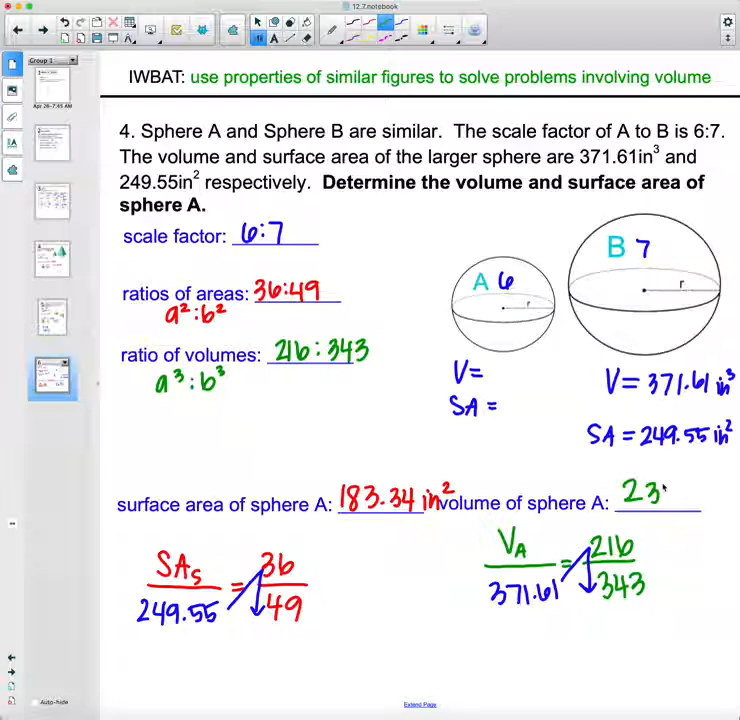 12.7.notebook
Group 1
Apr 26-7:45 AM
IWBAT: use properties of similar figures to solve problems involving volume
4. Sphere A and Sphere B are similar. The scale factor of A to B is 6:7.
The volume and surface area of the larger sphere are 371.61in³ and
249.55in² respectively. Determine the volume and surface area of
sphere A.
scale factor: 6:7
ratios of areas: 36:49
a²:b²
ratio of volumes: 216:343
a³:b³
A 6
r
B 7
r
V=
SA =
V = 371.61 in³
SA = 249.55 in²
surface area of sphere A: 183.34 in²
volume of sphere A: 23
SAs = 36
249.55 49
VA = 216
371.61 343
Auto-hide
Extend Page